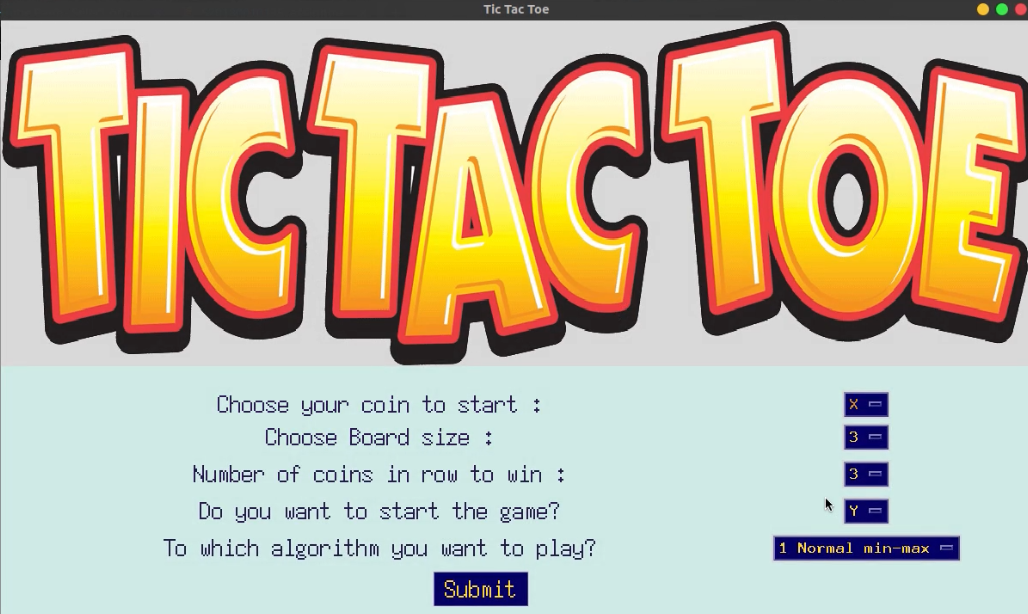 Tic Tac Toe
TIC TAC TOE
Choose your coin to start : X
Choose Board size : 3
Number of coins in row to win : 3
Do you want to start the game? Y
To which algorithm you want to play? 1 Normal min-max
Submit